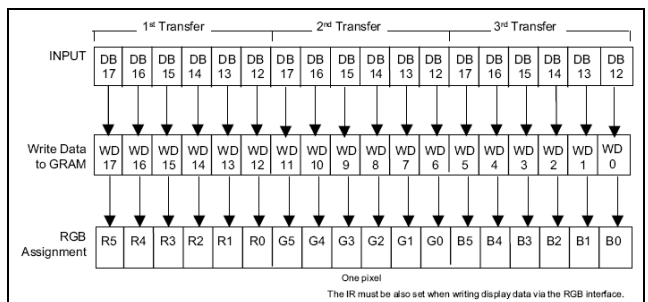 1st Transfer 2nd Transfer 3rd Transfer
INPUT DB 17 DB 16 DB 15 DB 14 DB 13 DB 12 DB 17 DB 16 DB 15 DB 14 DB 13 DB 12 DB 17 DB 16 DB 15 DB 14 DB 13 DB 12
Write Data to GRAM WD 17 WD 16 WD 15 WD 14 WD 13 WD 12 WD 11 WD 10 WD 9 WD 8 WD 7 WD 6 WD 5 WD 4 WD 3 WD 2 WD 1 WD 0
RGB Assignment R5 R4 R3 R2 R1 R0 G5 G4 G3 G2 G1 G0 B5 B4 B3 B2 B1 B0
One pixel
The IR must be also set when writing display data via the RGB interface.